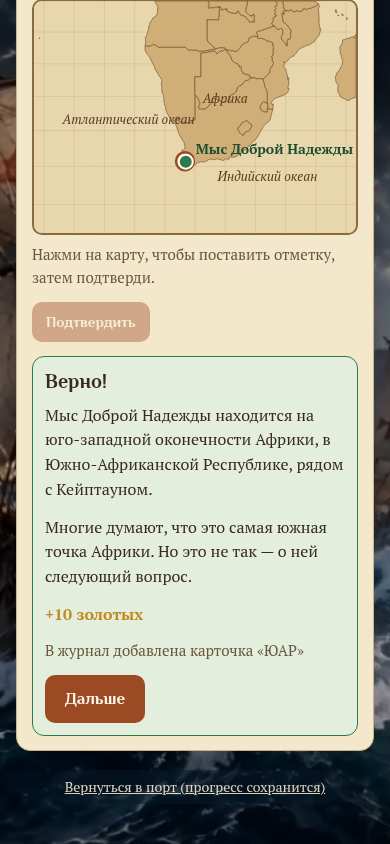 Африка
Атлантический океан
Мыс Доброй Надежды
Индийский океан
Нажми на карту, чтобы поставить отметку,
затем подтверди.
Подтвердить
Верно!
Мыс Доброй Надежды находится на
юго-западной оконечности Африки, в
Южно-Африканской Республике, рядом
с Кейптауном.
Многие думают, что это самая южная
точка Африки. Но это не так — о ней
следующий вопрос.
+10 золотых
В журнал добавлена карточка «ЮАР»
Дальше
Вернуться в порт (прогресс сохранится)